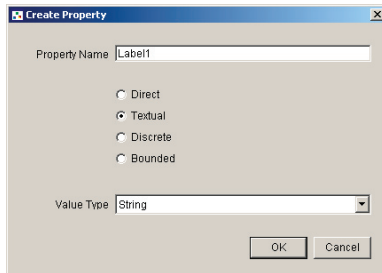 Create Property
Property Name Label1
Direct
Textual
Discrete
Bounded
Value Type String
OK Cancel